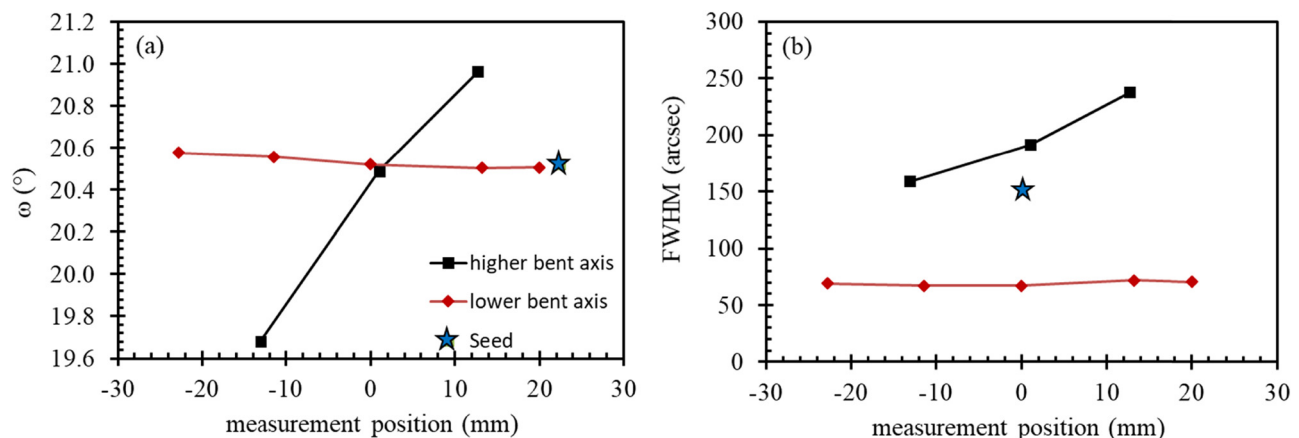 (a)
21.2
21.0
20.8
20.6
20.4
20.2
20.0
19.8
19.6
ω (°)
higher bent axis
lower bent axis
Seed
-30 -20 -10 0 10 20 30
measurement position (mm)
(b)
300
250
200
150
100
50
0
FWHM (arcsec)
-30 -20 -10 0 10 20 30
measurement position (mm)